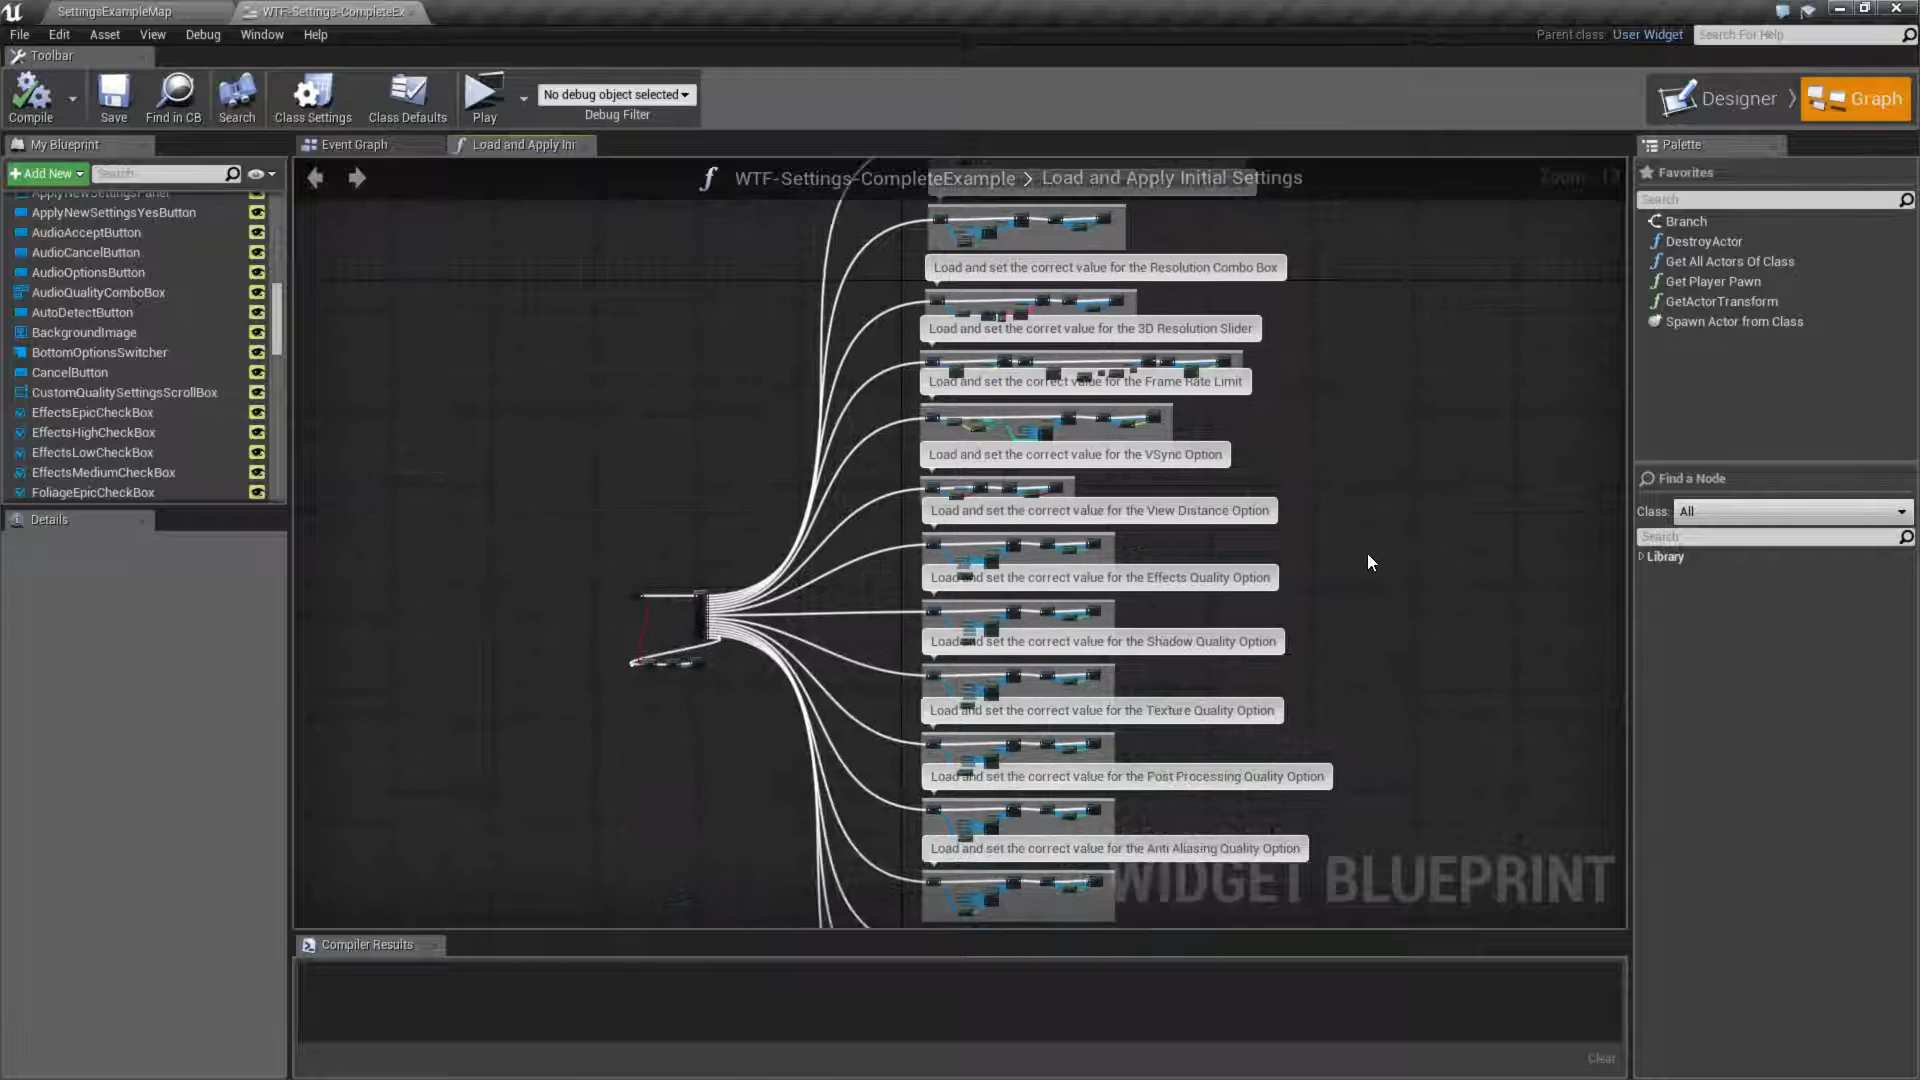 SettingsExampleMap
WTF-Settings-CompleteEx
File Edit Asset View Debug Window Help
Parent class: User Widget
Search For Help
Toolbar
Compile
Save
Find in CB
Search
Class Settings
Class Defaults
Play
No debug object selected
Debug Filter
Designer
Graph
My Blueprint
Event Graph
Load and Apply Ini
Palette
Add New
Search
WTF-Settings-CompleteExample > Load and Apply Initial Settings
Favorites
Search
ApplyNewSettingsPanel
ApplyNewSettingsYesButton
AudioAcceptButton
AudioCancelButton
AudioOptionsButton
AudioQualityComboBox
AutoDetectButton
BackgroundImage
BottomOptionsSwitcher
CancelButton
CustomQualitySettingsScrollBox
EffectsEpicCheckBox
EffectsHighCheckBox
EffectsLowCheckBox
EffectsMediumCheckBox
FoliageEpicCheckBox
Details
Load and set the correct value for the Resolution Combo Box
Load and set the corret value for the 3D Resolution Slider
Load and set the correct value for the Frame Rate Limit
Load and set the correct value for the VSync Option
Load and set the correct value for the View Distance Option
Load and set the correct value for the Effects Quality Option
Load and set the correct value for the Shadow Quality Option
Load and set the correct value for the Texture Quality Option
Load and set the correct value for the Post Processing Quality Option
Load and set the correct value for the Anti Aliasing Quality Option
WIDGET BLUEPRINT
Branch
DestroyActor
Get All Actors Of Class
Get Player Pawn
GetActorTransform
Spawn Actor from Class
Find a Node
Class: All
Search
Library
Compiler Results
Clear